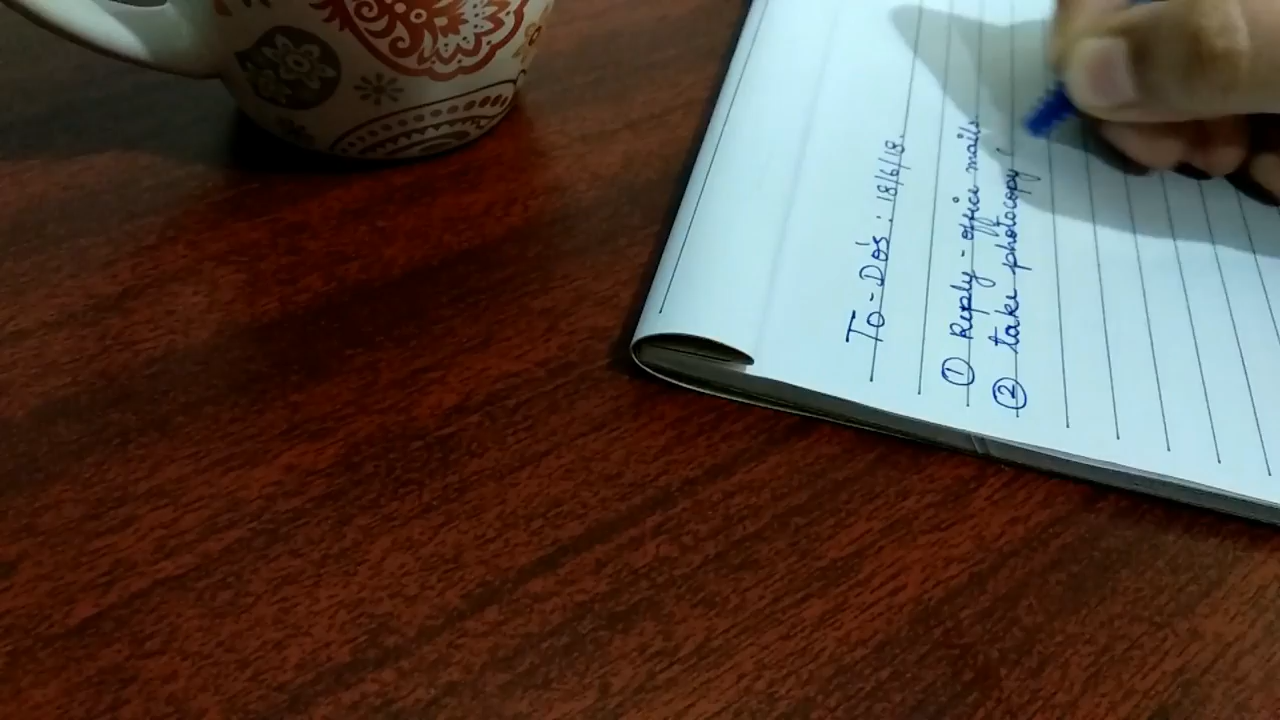 To-Do's : 18/6/18.
① Reply - office mails.
② take photocopy